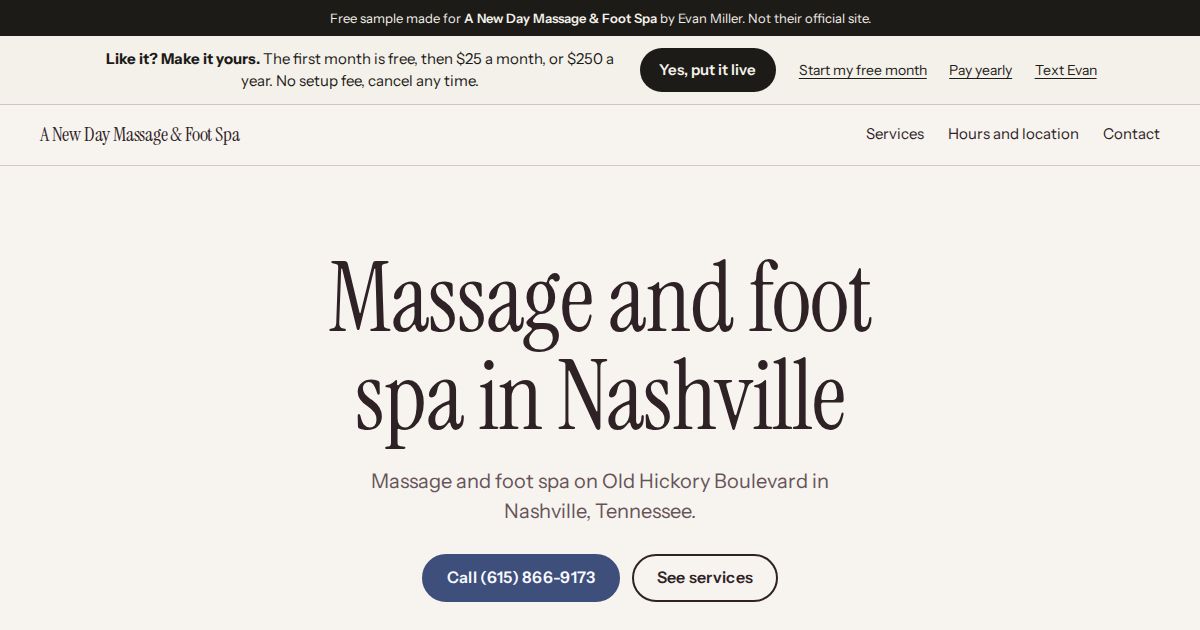 Free sample made for A New Day Massage & Foot Spa by Evan Miller. Not their official site.
Like it? Make it yours. The first month is free, then $25 a month, or $250 a
year. No setup fee, cancel any time.
Yes, put it live
Start my free month
Pay yearly
Text Evan
A New Day Massage & Foot Spa
Services
Hours and location
Contact
Massage and foot
spa in Nashville
Massage and foot spa on Old Hickory Boulevard in
Nashville, Tennessee.
Call (615) 866-9173
See services